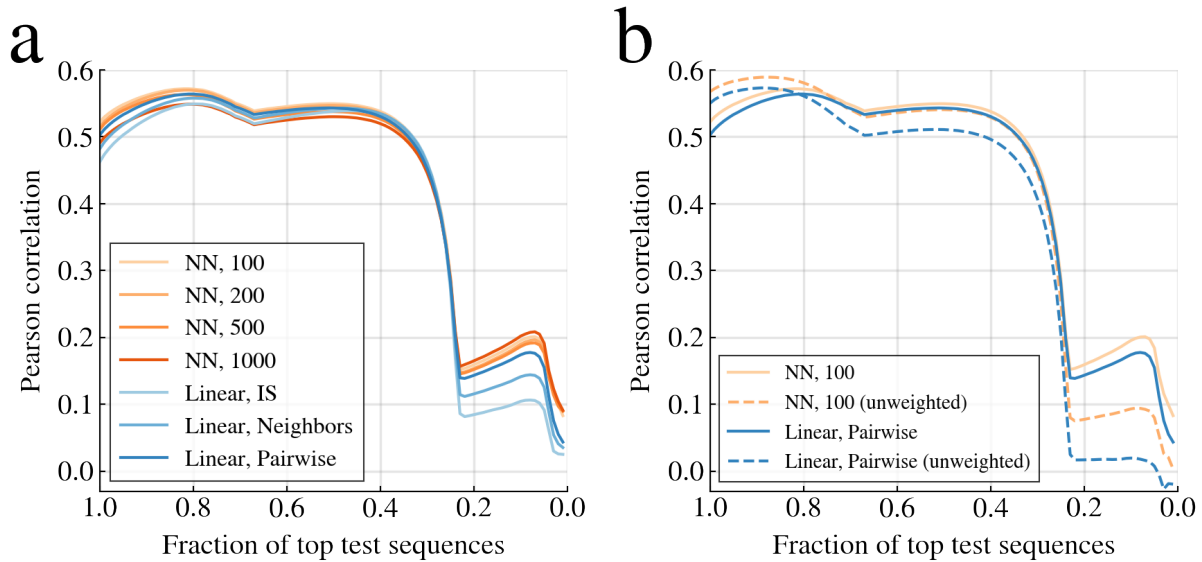 a
Pearson correlation
0.6
0.5
0.4
0.3
0.2
0.1
0.0
NN, 100
NN, 200
NN, 500
NN, 1000
Linear, IS
Linear, Neighbors
Linear, Pairwise
1.0 0.8 0.6 0.4 0.2 0.0
Fraction of top test sequences
b
Pearson correlation
0.6
0.5
0.4
0.3
0.2
0.1
0.0
NN, 100
NN, 100 (unweighted)
Linear, Pairwise
Linear, Pairwise (unweighted)
1.0 0.8 0.6 0.4 0.2 0.0
Fraction of top test sequences